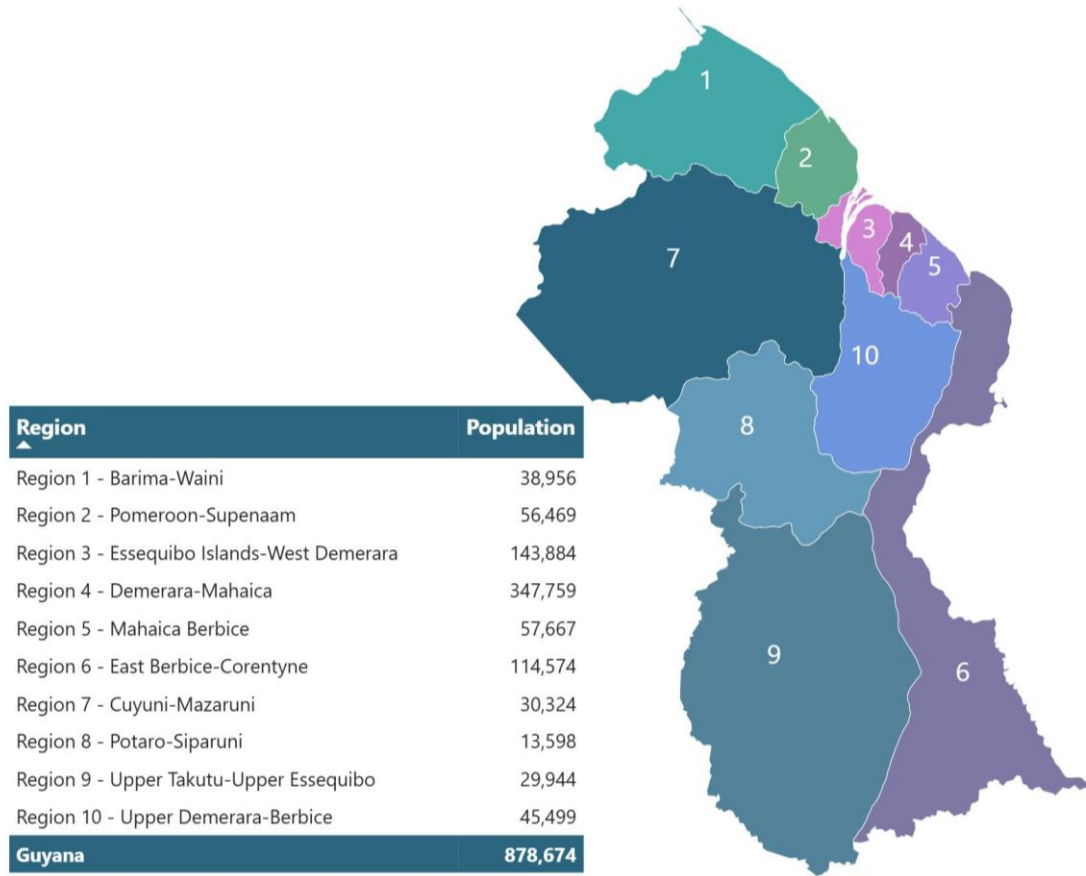 Region Population
Region 1 - Barima-Waini 38,956
Region 2 - Pomeroon-Supenaam 56,469
Region 3 - Essequibo Islands-West Demerara 143,884
Region 4 - Demerara-Mahaica 347,759
Region 5 - Mahaica Berbice 57,667
Region 6 - East Berbice-Corentyne 114,574
Region 7 - Cuyuni-Mazaruni 30,324
Region 8 - Potaro-Siparuni 13,598
Region 9 - Upper Takutu-Upper Essequibo 29,944
Region 10 - Upper Demerara-Berbice 45,499
Guyana 878,674
1
2
3
4
5
7
10
8
9
6